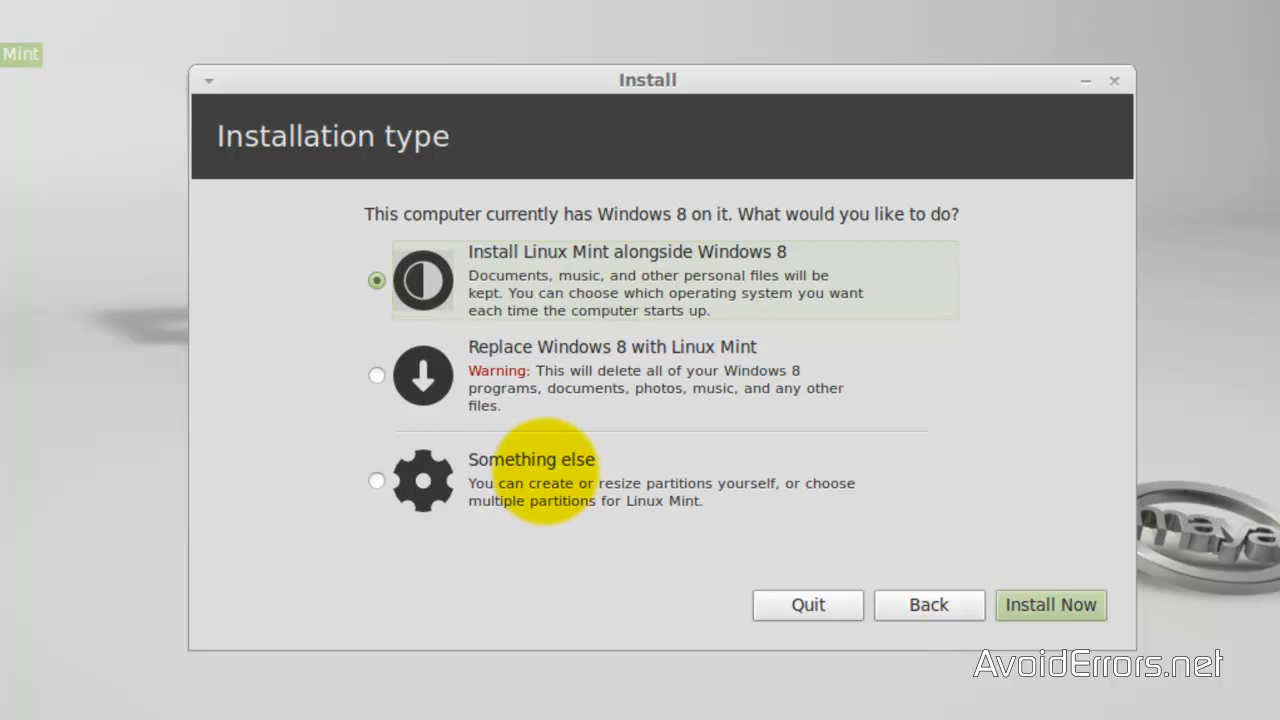 Mint
Install
Installation type
This computer currently has Windows 8 on it. What would you like to do?
Install Linux Mint alongside Windows 8
Documents, music, and other personal files will be
kept. You can choose which operating system you want
each time the computer starts up.
Replace Windows 8 with Linux Mint
Warning: This will delete all of your Windows 8
programs, documents, photos, music, and any other
files.
Something else
You can create or resize partitions yourself, or choose
multiple partitions for Linux Mint.
maya
Quit
Back
Install Now
AvoidErrors.net